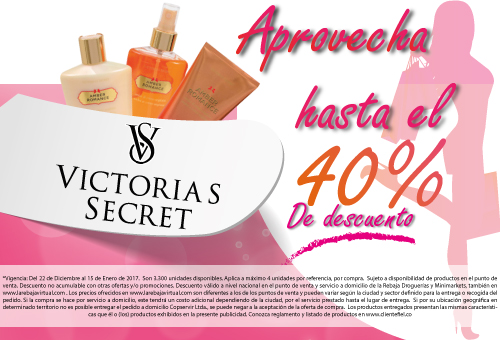 Aprovecha
hasta el
40%
De descuento
AMBER
ROMANCE
AMBER
ROMANCE
VS
VICTORIA S
SECRET
*Vigencia: Del 22 de Diciembre al 15 de Enero de 2017. Son 3.300 unidades disponibles. Aplica a máximo 4 unidades por referencia, por compra. Sujeto a disponibilidad de productos en el punto de
venta. Descuento no acumulable con otras ofertas y/o promociones. Descuento válido a nivel nacional en el punto de venta y servicio a domicilio de la Rebaja Droguerías y Minimarkets, también en
www.larebajavirtual.com . Los precios ofrecidos en www.larebajavirtual.com son diferentes a los de los puntos de venta y pueden variar según la ciudad y sector definido para la entrega o recogida del
pedido. Si la compra se hace por servicio a domicilio, este tendrá un costo adicional dependiendo de la ciudad, por el servicio prestado hasta el lugar de entrega. Si por su ubicación geográfica en
determinado territorio no es posible entregar el pedido a domicilio Copservir Ltda., se puede negar a la aceptación de la oferta de compra. Los productos entregados presentan las mismas característi-
cas que él o (los) productos exhibidos en la presente publicidad. Conozca reglamento y listado de productos en www.clientefiel.co